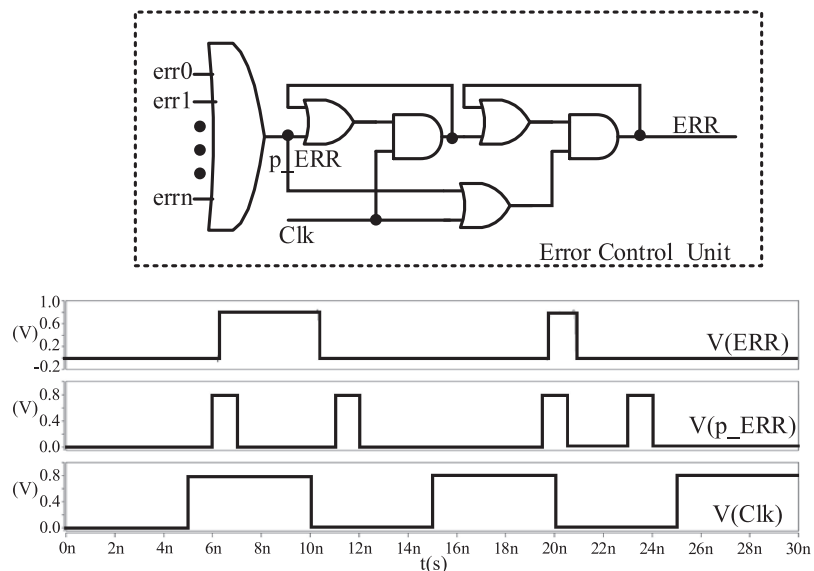 err0
err1
errn
p_ERR
Clk
ERR
Error Control Unit
1.0
0.6
0.2
-0.2
(V)
V(ERR)
0.8
0.4
0.0
(V)
V(p_ERR)
0.8
0.4
0.0
(V)
V(Clk)
0n 2n 4n 6n 8n 10n 12n 14n 16n 18n 20n 22n 24n 26n 28n 30n
t(s)